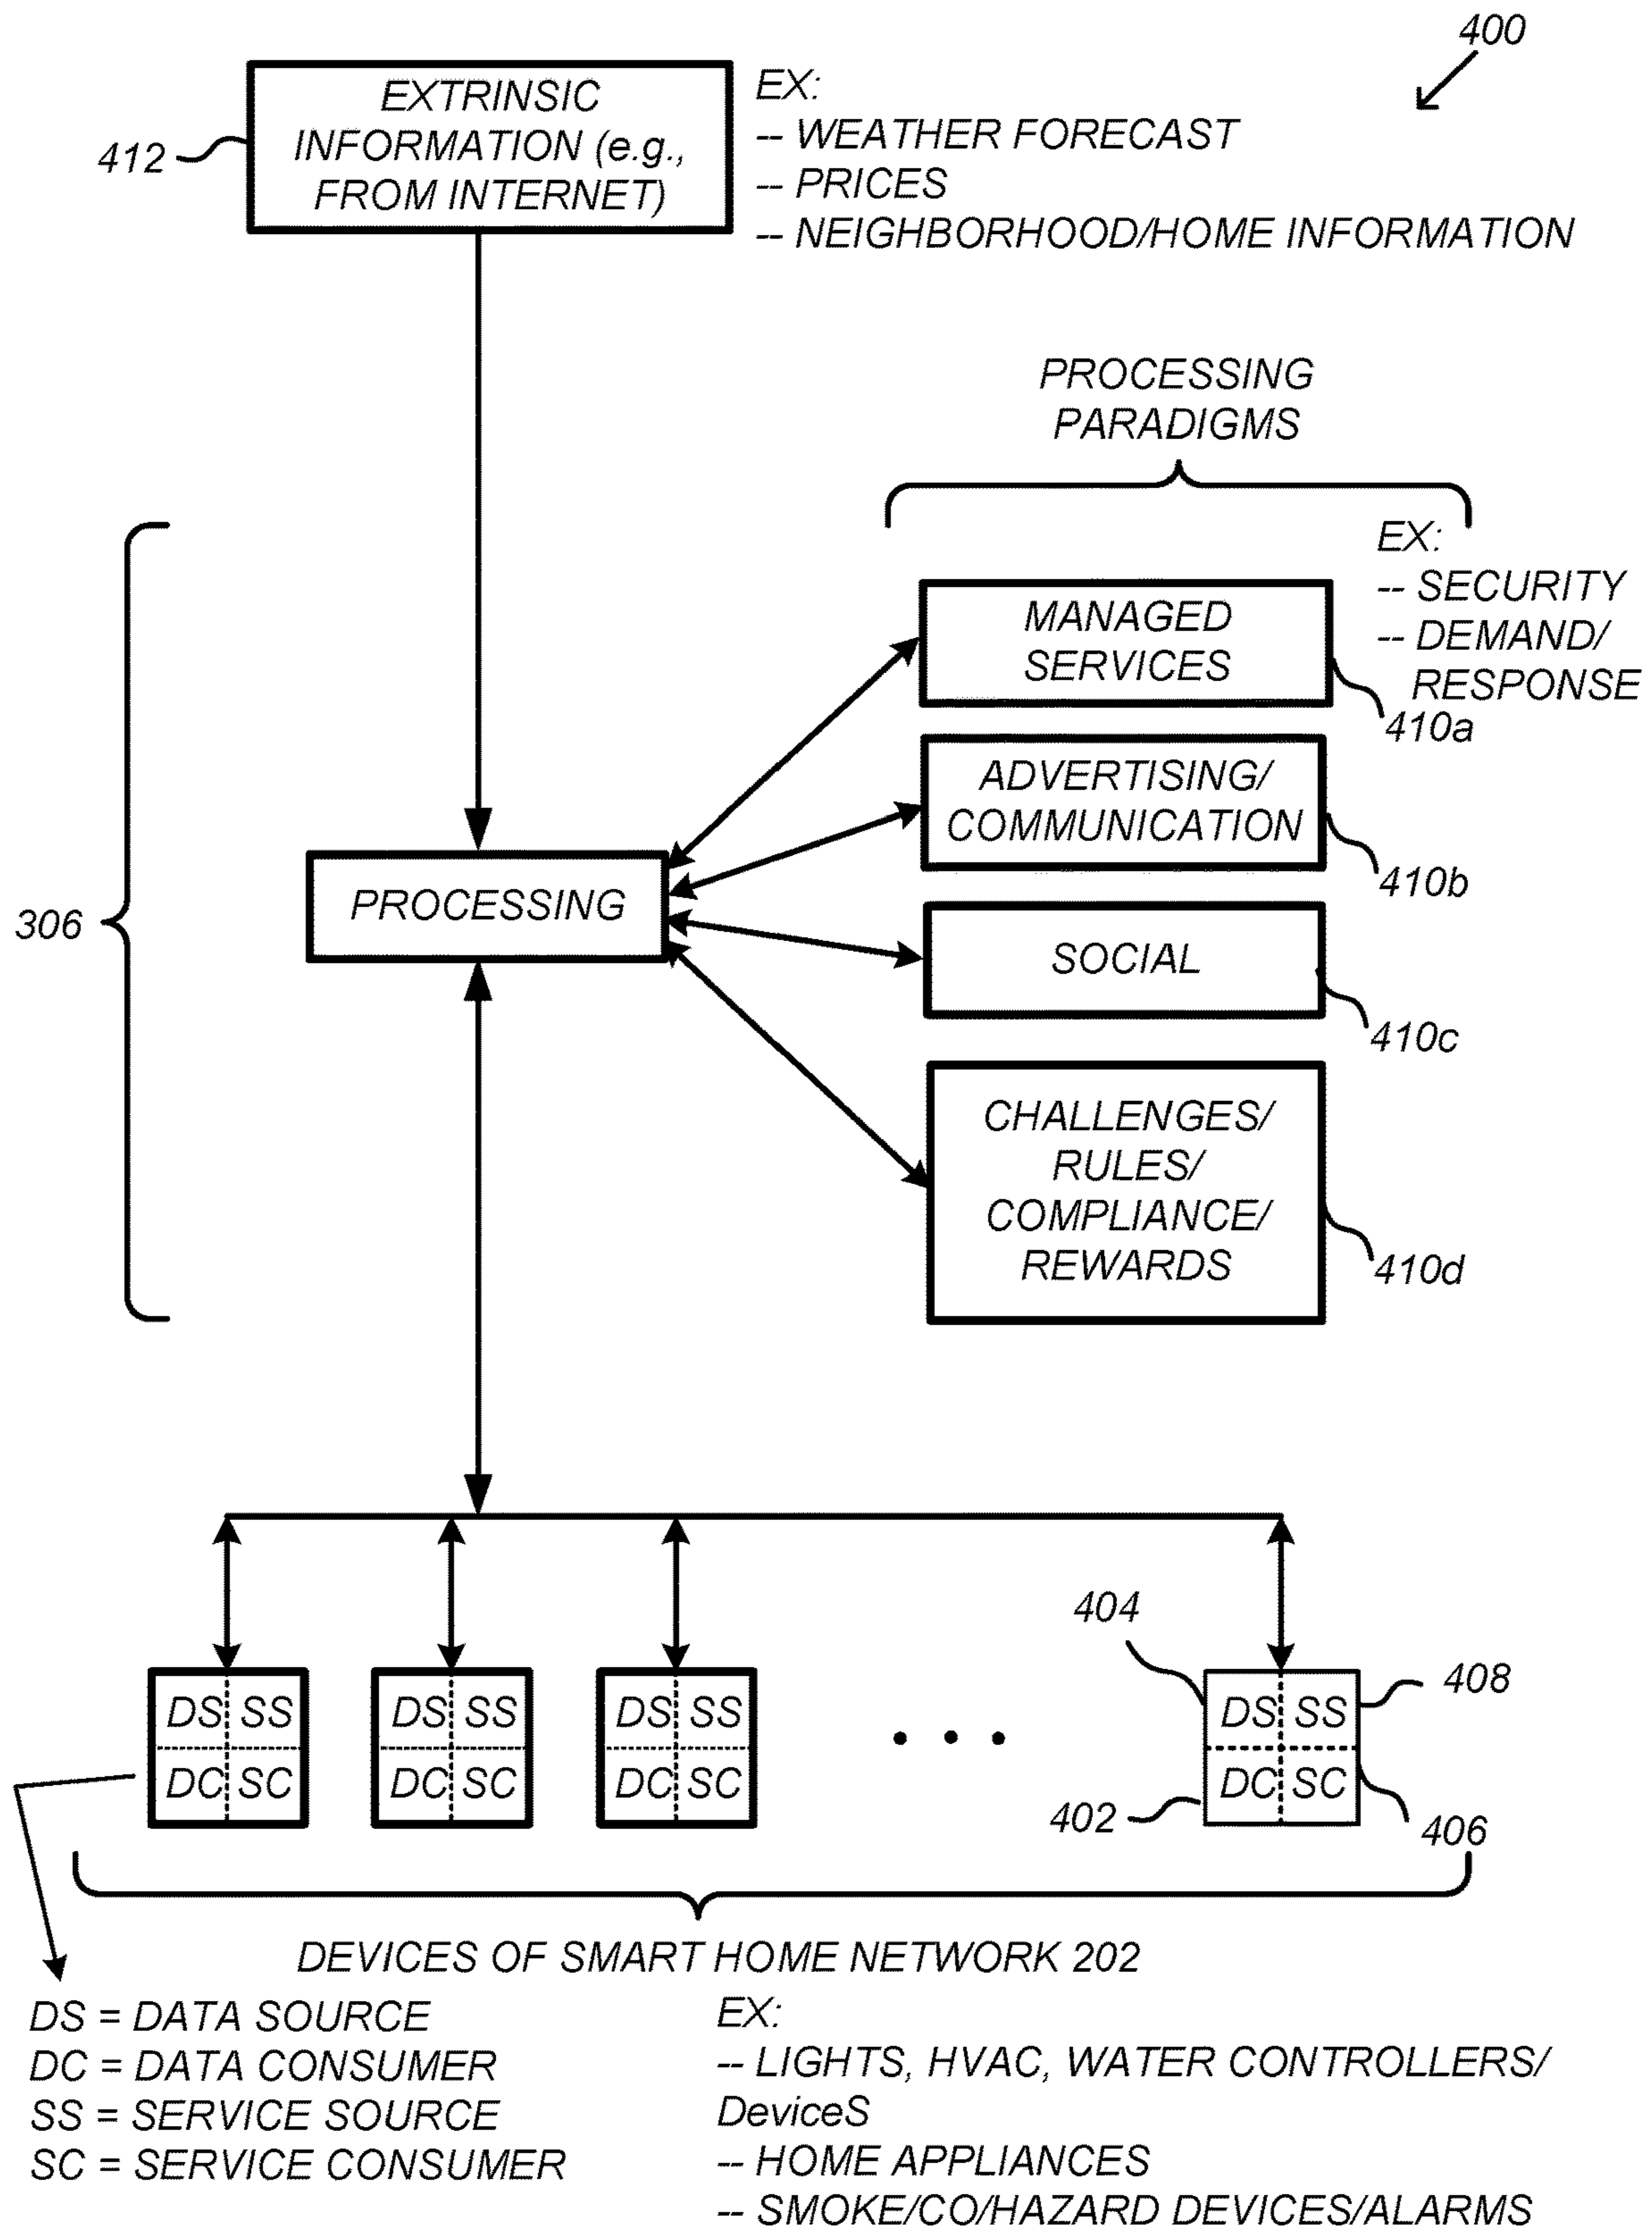 400
EXTRINSIC
INFORMATION (e.g.,
FROM INTERNET)
412
EX:
-- WEATHER FORECAST
-- PRICES
-- NEIGHBORHOOD/HOME INFORMATION
PROCESSING
PARADIGMS
EX:
-- SECURITY
-- DEMAND/
RESPONSE
MANAGED
SERVICES
410a
ADVERTISING/
COMMUNICATION
410b
PROCESSING
306
SOCIAL
410c
CHALLENGES/
RULES/
COMPLIANCE/
REWARDS
410d
404
408
DS SS
DC SC
DS SS
DC SC
DS SS
DC SC
DS SS
DC SC
402
406
DEVICES OF SMART HOME NETWORK 202
DS = DATA SOURCE
DC = DATA CONSUMER
SS = SERVICE SOURCE
SC = SERVICE CONSUMER
EX:
-- LIGHTS, HVAC, WATER CONTROLLERS/
DeviceS
-- HOME APPLIANCES
-- SMOKE/CO/HAZARD DEVICES/ALARMS